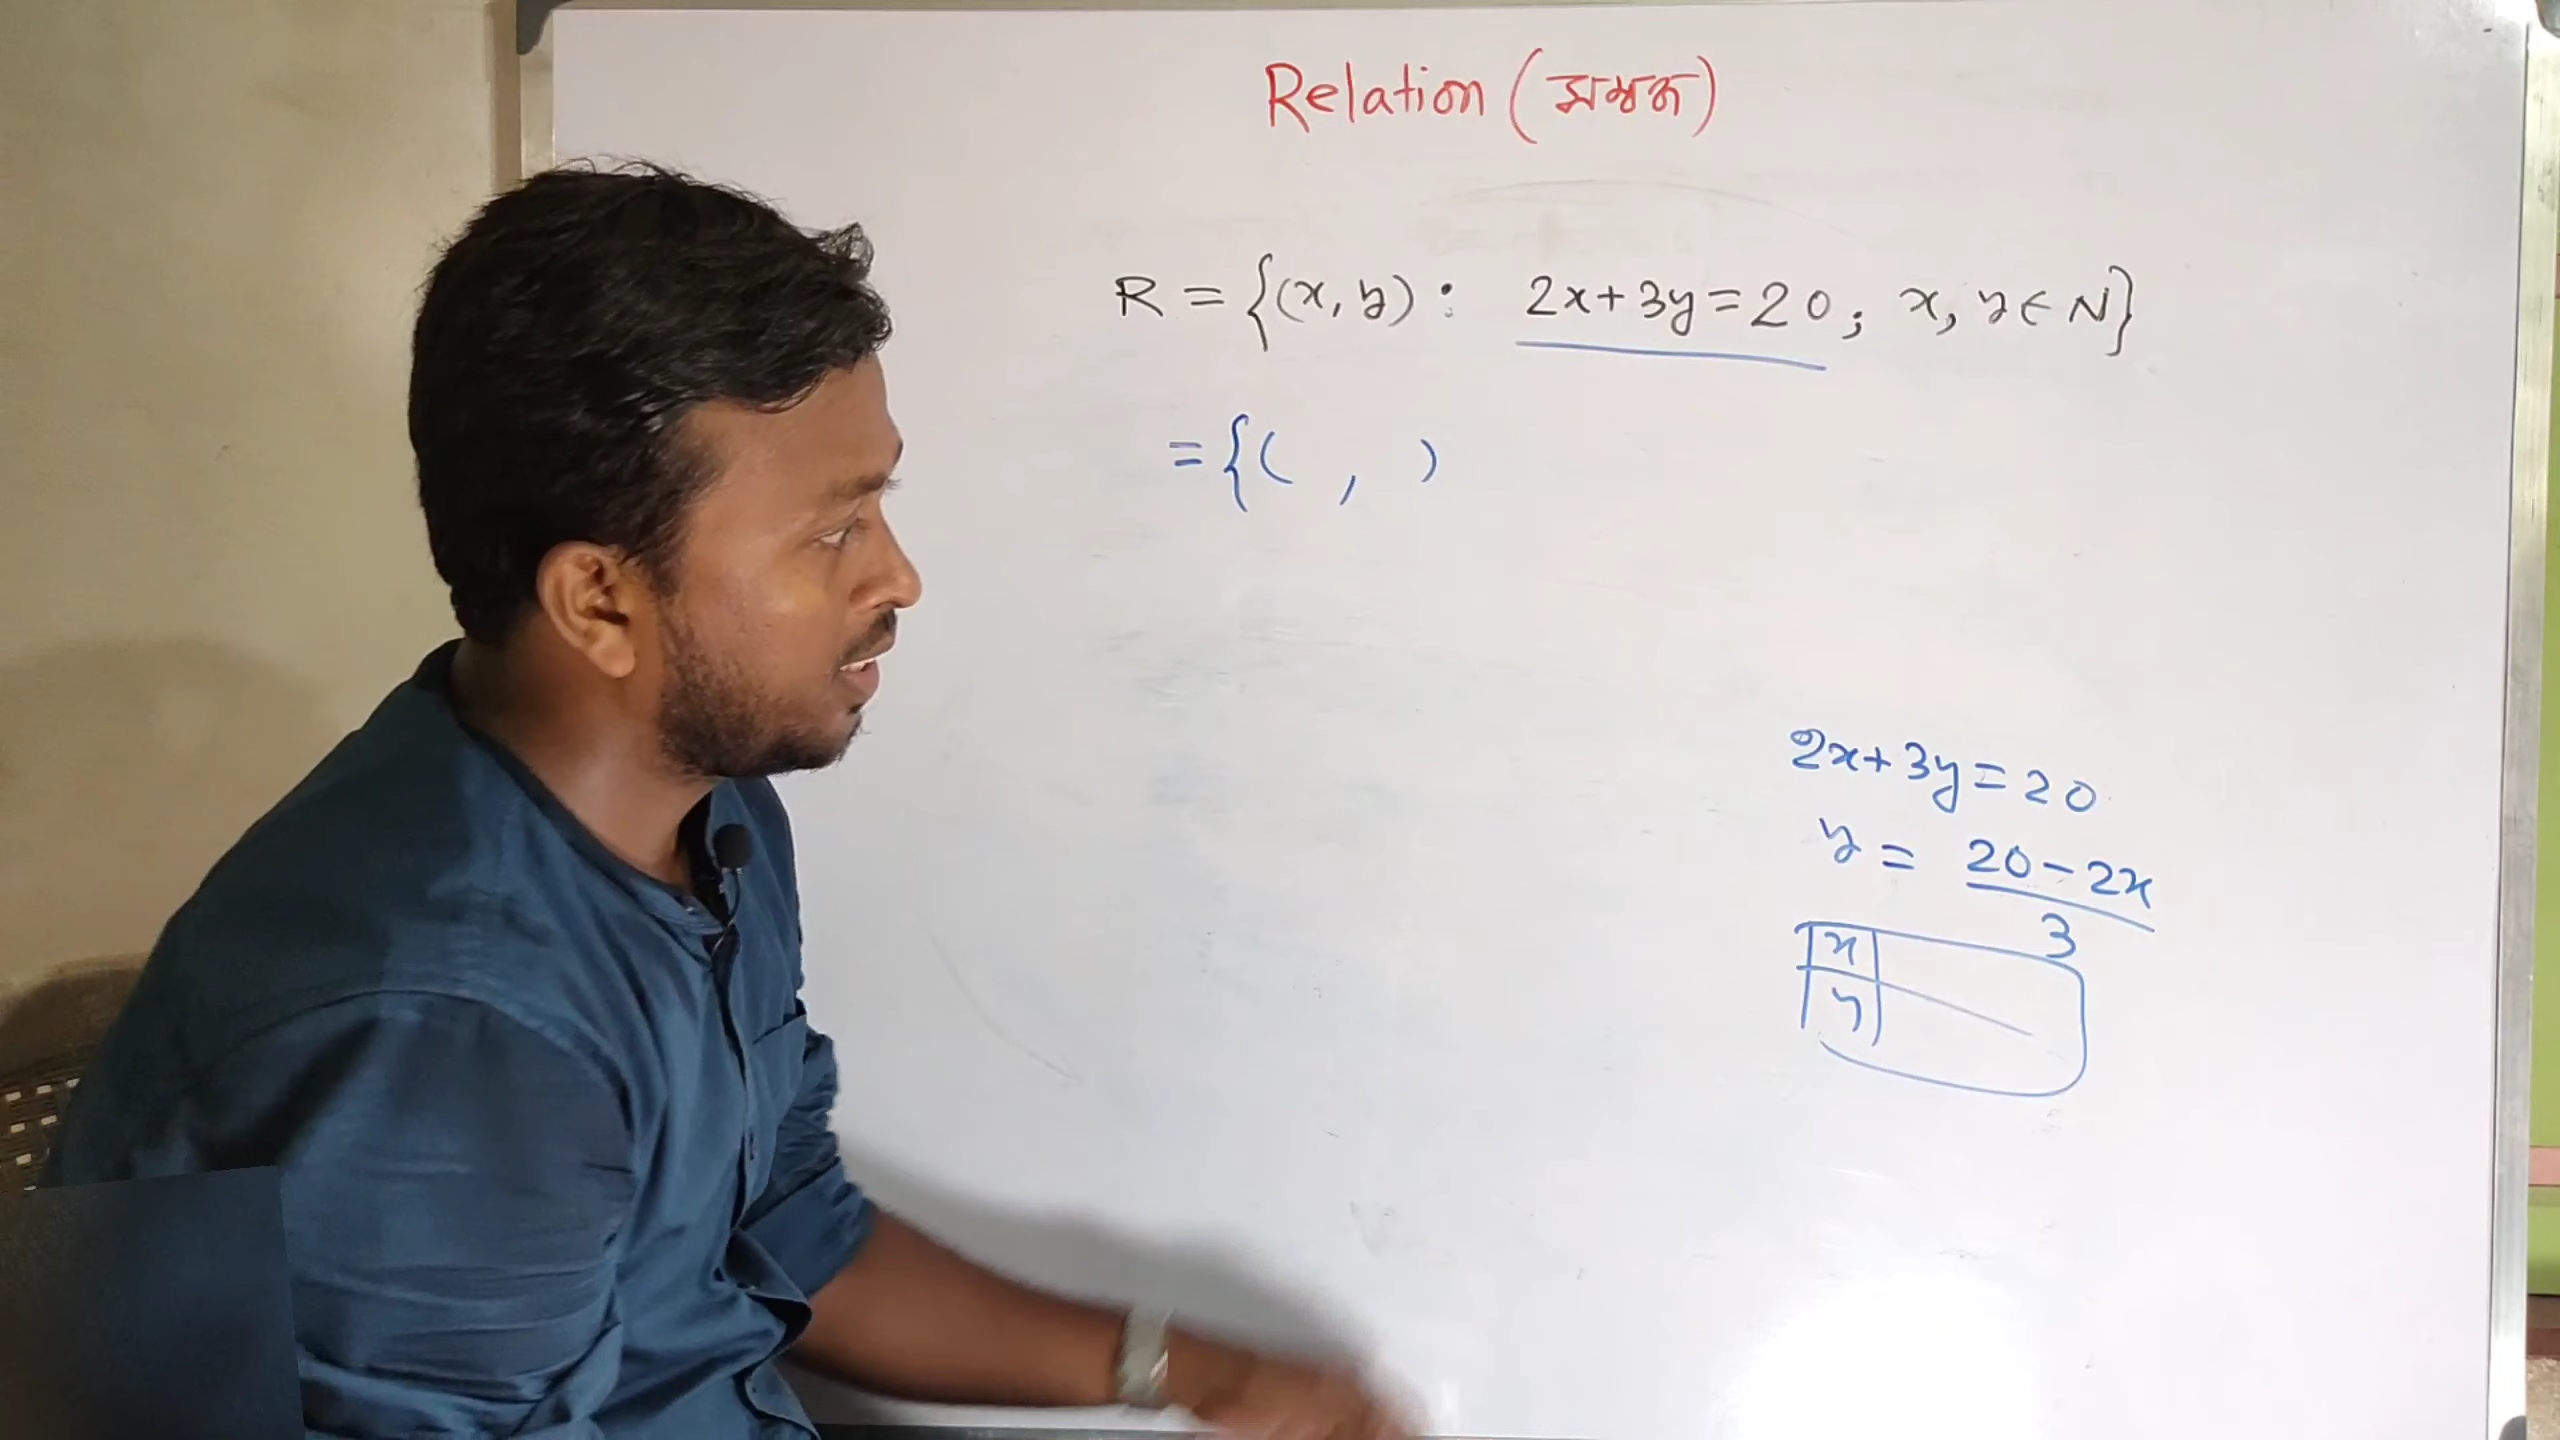 Relation (সম্বন্ধ)
R = {(x, y) : 2x+3y=20; x, y ∈ N}
= {( , )
2x+3y=20
y = (20-2x)/3
x
y